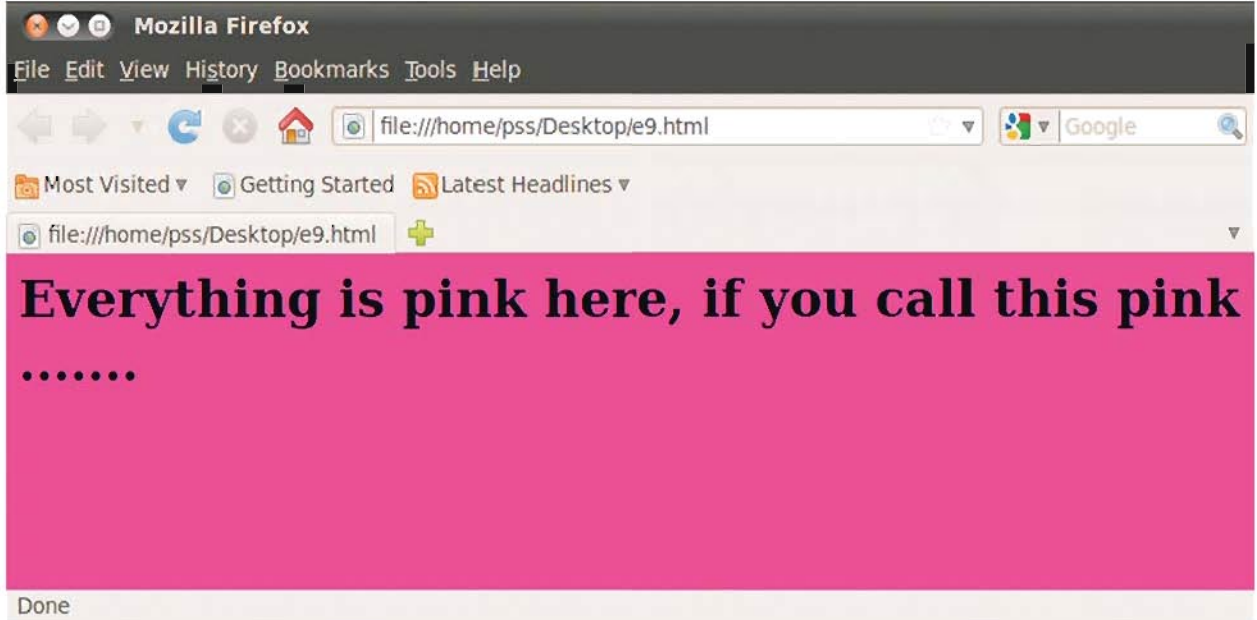 Mozilla Firefox
File Edit View History Bookmarks Tools Help
file:///home/pss/Desktop/e9.html Google
Most Visited Getting Started Latest Headlines
file:///home/pss/Desktop/e9.html
Everything is pink here, if you call this pink
.......
Done